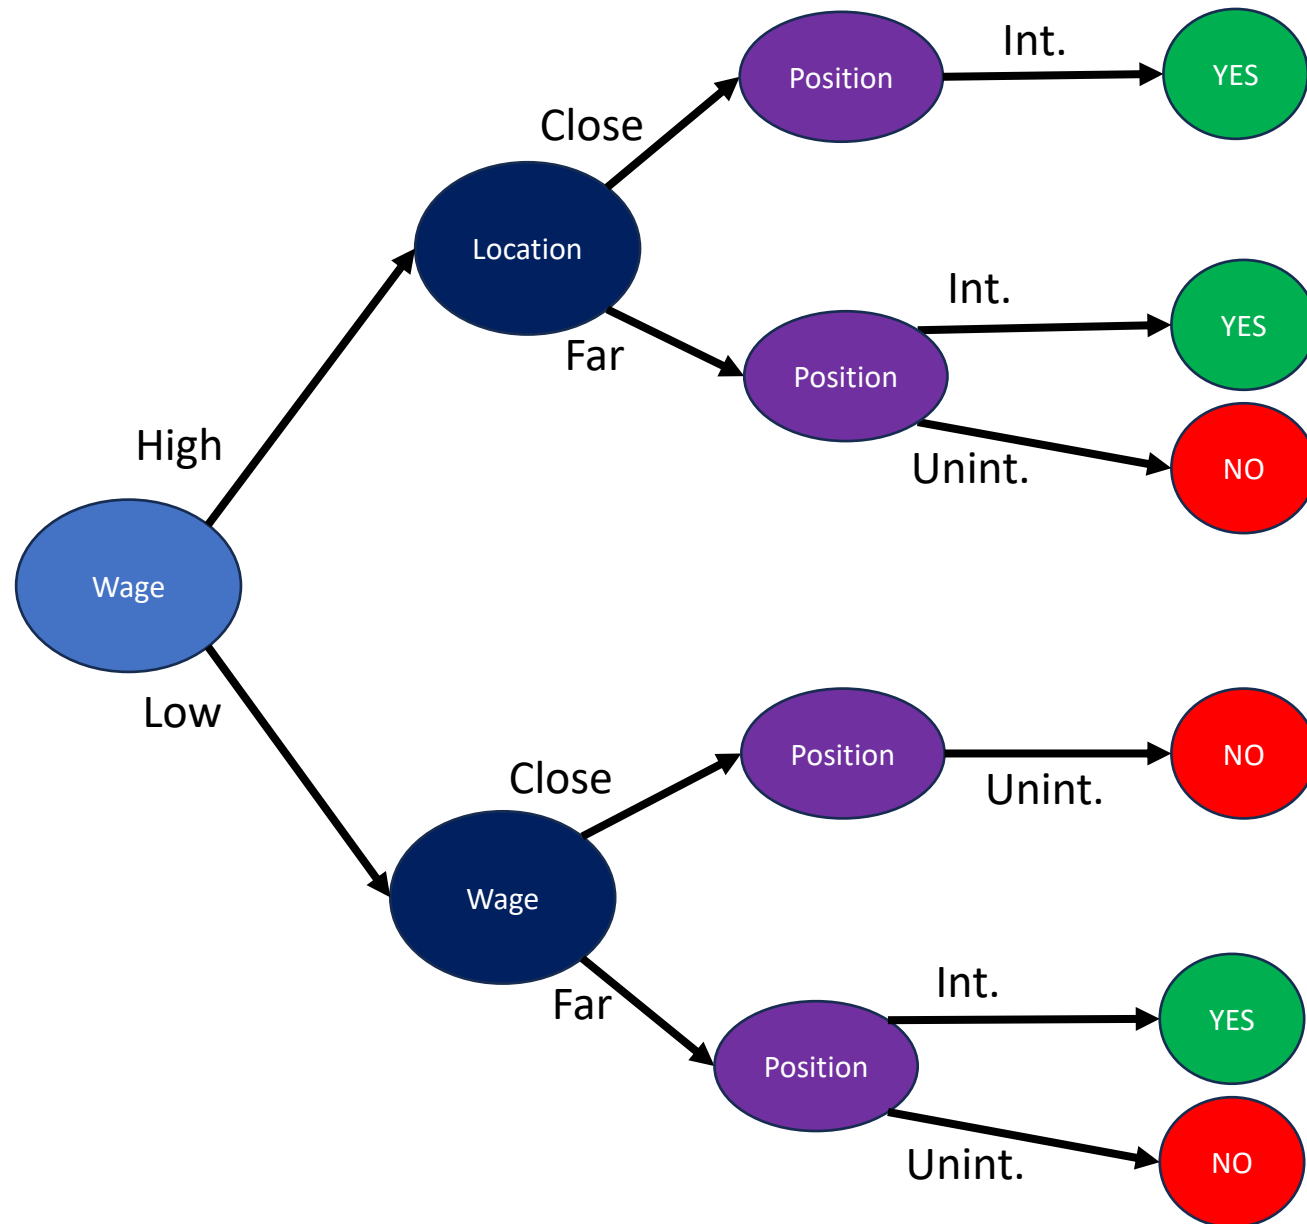 Int.
Position
YES
Close
Location
Int.
YES
Far
Position
High
Unint.
NO
Wage
Low
Position
NO
Close
Unint.
Wage
Int.
Far
YES
Position
Unint.
NO